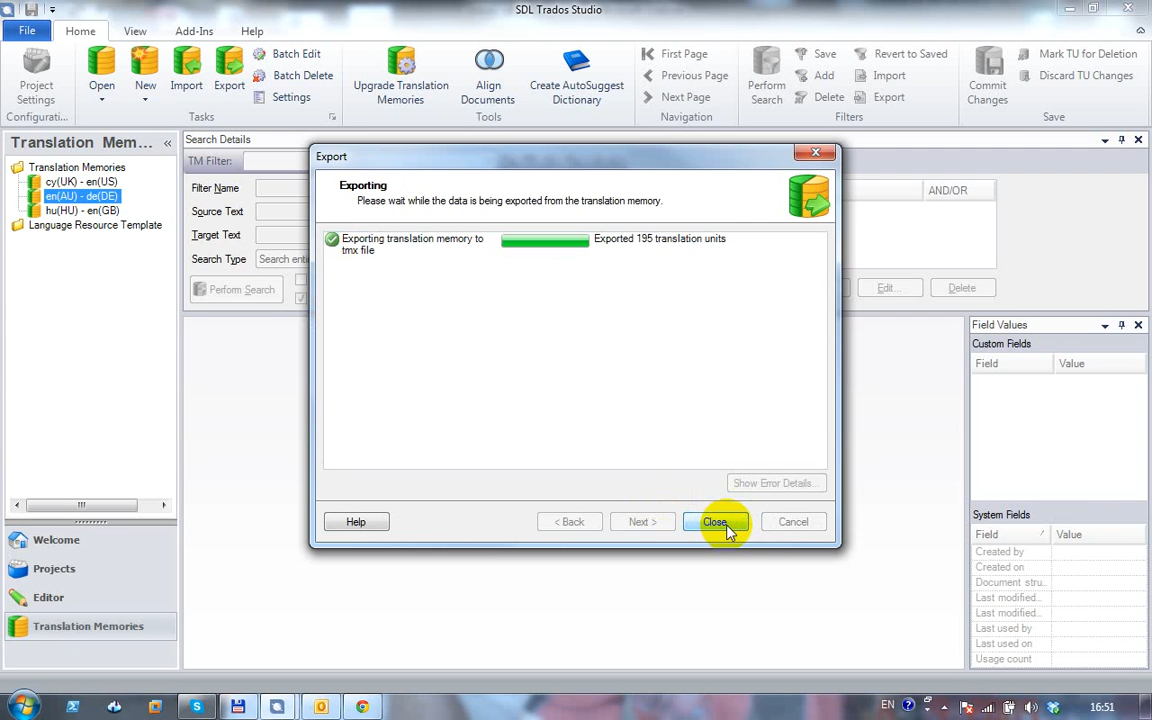 SDL Trados Studio
File Home View Add-Ins Help
Project Settings
Open
New
Import
Export
Batch Edit
Batch Delete
Settings
Upgrade Translation Memories
Align Documents
Create AutoSuggest Dictionary
First Page
Previous Page
Next Page
Perform Search
Save
Add
Delete
Revert to Saved
Import
Export
Commit Changes
Mark TU for Deletion
Discard TU Changes
Configurati... Tasks Tools Navigation Filters Save
Translation Mem... «
Translation Memories
cy(UK) - en(US)
en(AU) - de(DE)
hu(HU) - en(GB)
Language Resource Template
Welcome
Projects
Editor
Translation Memories
Search Details
TM Filter:
Filter Name
Source Text
Target Text
Search Type Search enti
Perform Search
AND/OR
Edit... Delete
Export
Exporting
Please wait while the data is being exported from the translation memory.
Exporting translation memory to
tmx file
Exported 195 translation units
Show Error Details...
Help < Back Next > Close Cancel
Field Values
Custom Fields
Field Value
System Fields
Field Value
Created by
Created on
Document stru...
Last modified...
Last modified...
Last used by
Last used on
Usage count
EN 16:51